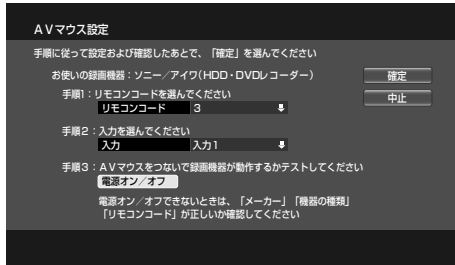 AVマウス設定
手順に従って設定および確認したあとで、「確定」を選んでください
お使いの録画機器：ソニー／アイワ(HDD・DVDレコーダー)
確定
手順1：リモコンコードを選んでください
中止
リモコンコード 3
手順2：入力を選んでください
入力 入力1
手順3：AVマウスをつないで録画機器が動作するかテストしてください
電源オン／オフ
電源オン／オフできないときは、「メーカー」「機器の種類」
「リモコンコード」が正しいか確認してください